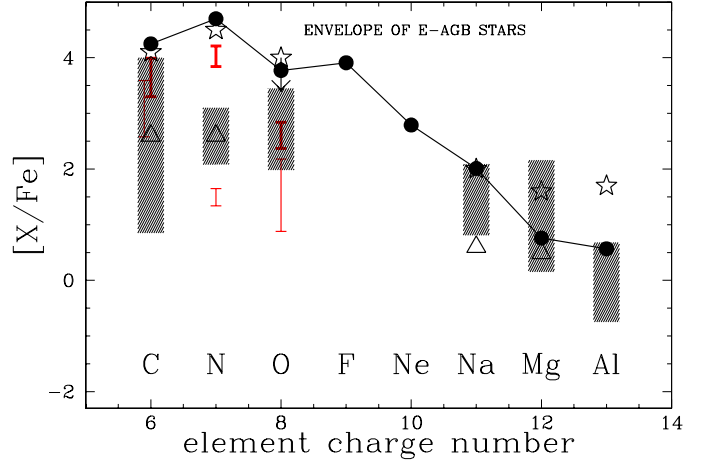 ENVELOPE OF E-AGB STARS
4
2
0
−2
[X/Fe]
C N O F Ne Na Mg Al
6 8 10 12 14
element charge number